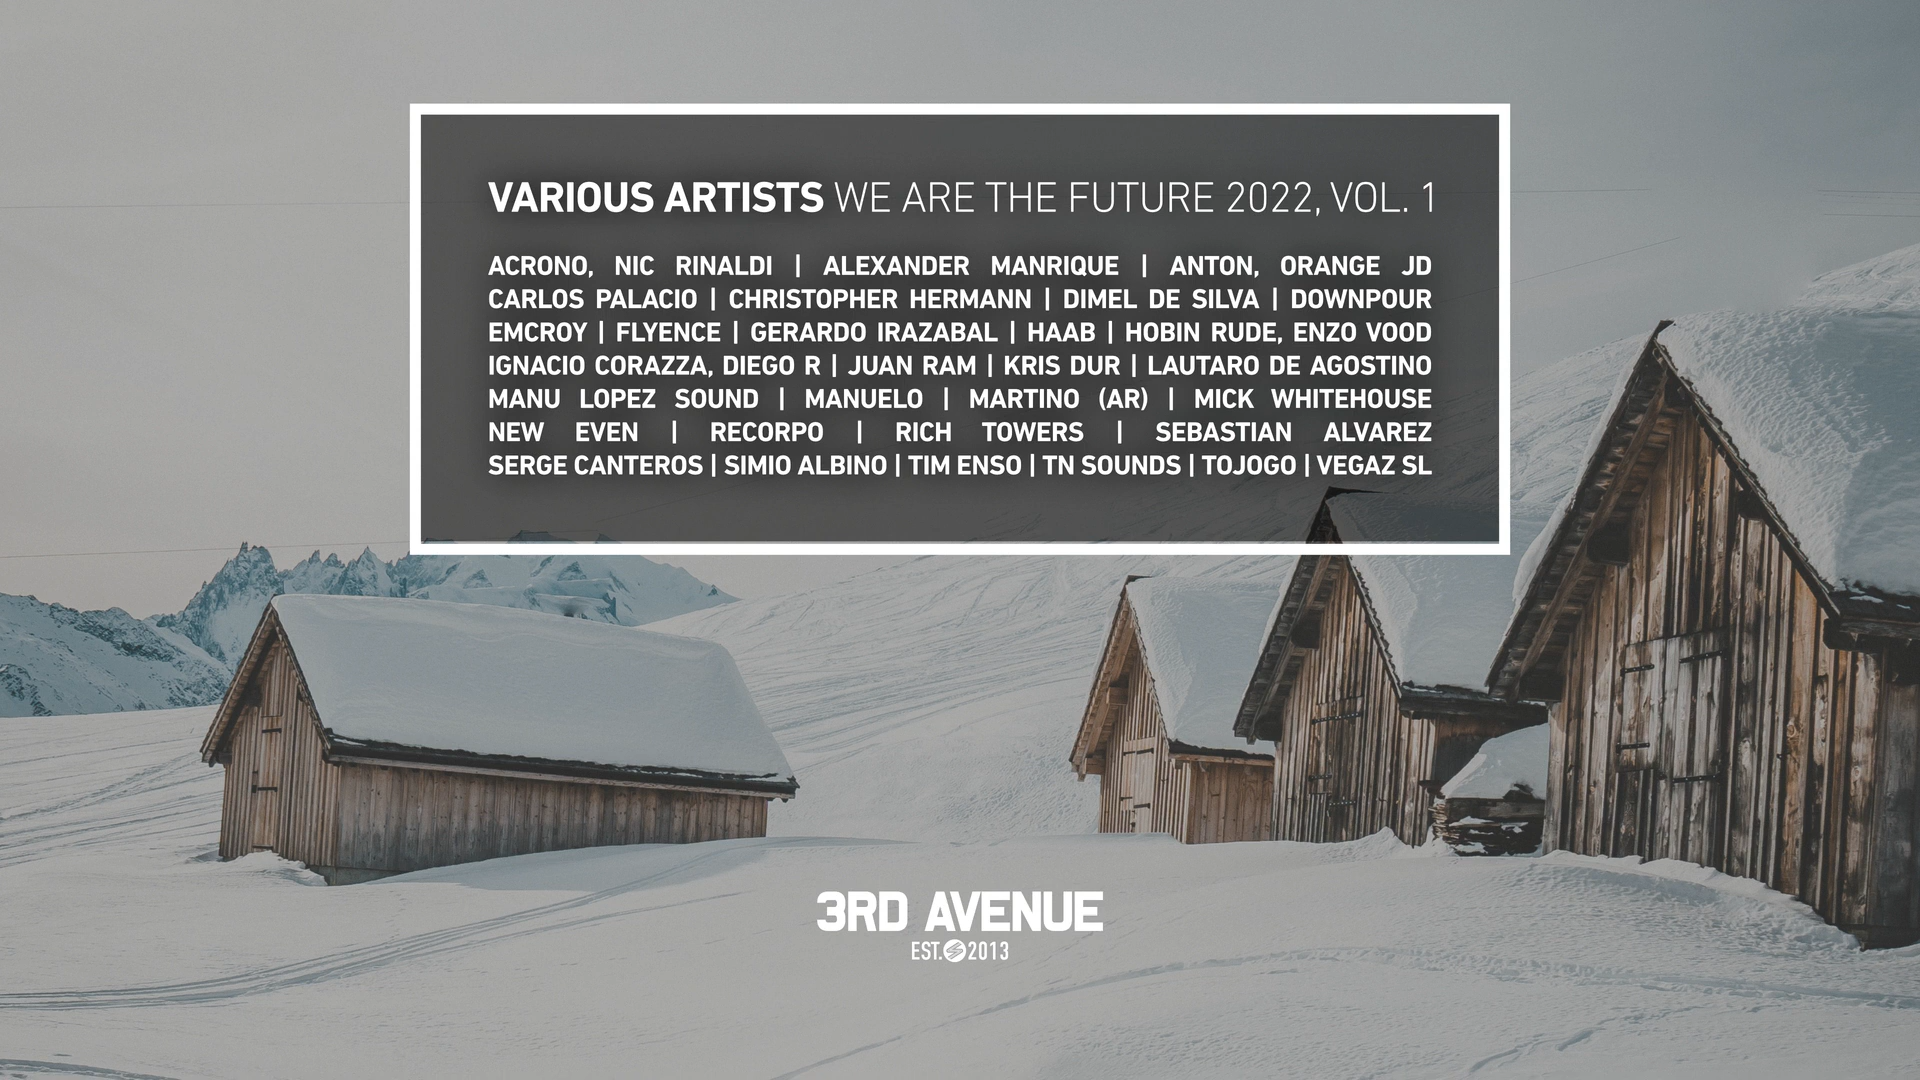 VARIOUS ARTISTS WE ARE THE FUTURE 2022, VOL. 1
ACRONO, NIC RINALDI | ALEXANDER MANRIQUE | ANTON, ORANGE JD
CARLOS PALACIO | CHRISTOPHER HERMANN | DIMEL DE SILVA | DOWNPOUR
EMCROY | FLYENCE | GERARDO IRAZABAL | HAAB | HOBIN RUDE, ENZO VOOD
IGNACIO CORAZZA, DIEGO R | JUAN RAM | KRIS DUR | LAUTARO DE AGOSTINO
MANU LOPEZ SOUND | MANUELO | MARTINO (AR) | MICK WHITEHOUSE
NEW EVEN | RECORPO | RICH TOWERS | SEBASTIAN ALVAREZ
SERGE CANTEROS | SIMIO ALBINO | TIM ENSO | TN SOUNDS | TOJOGO | VEGAZ SL
3RD AVENUE
EST. 2013